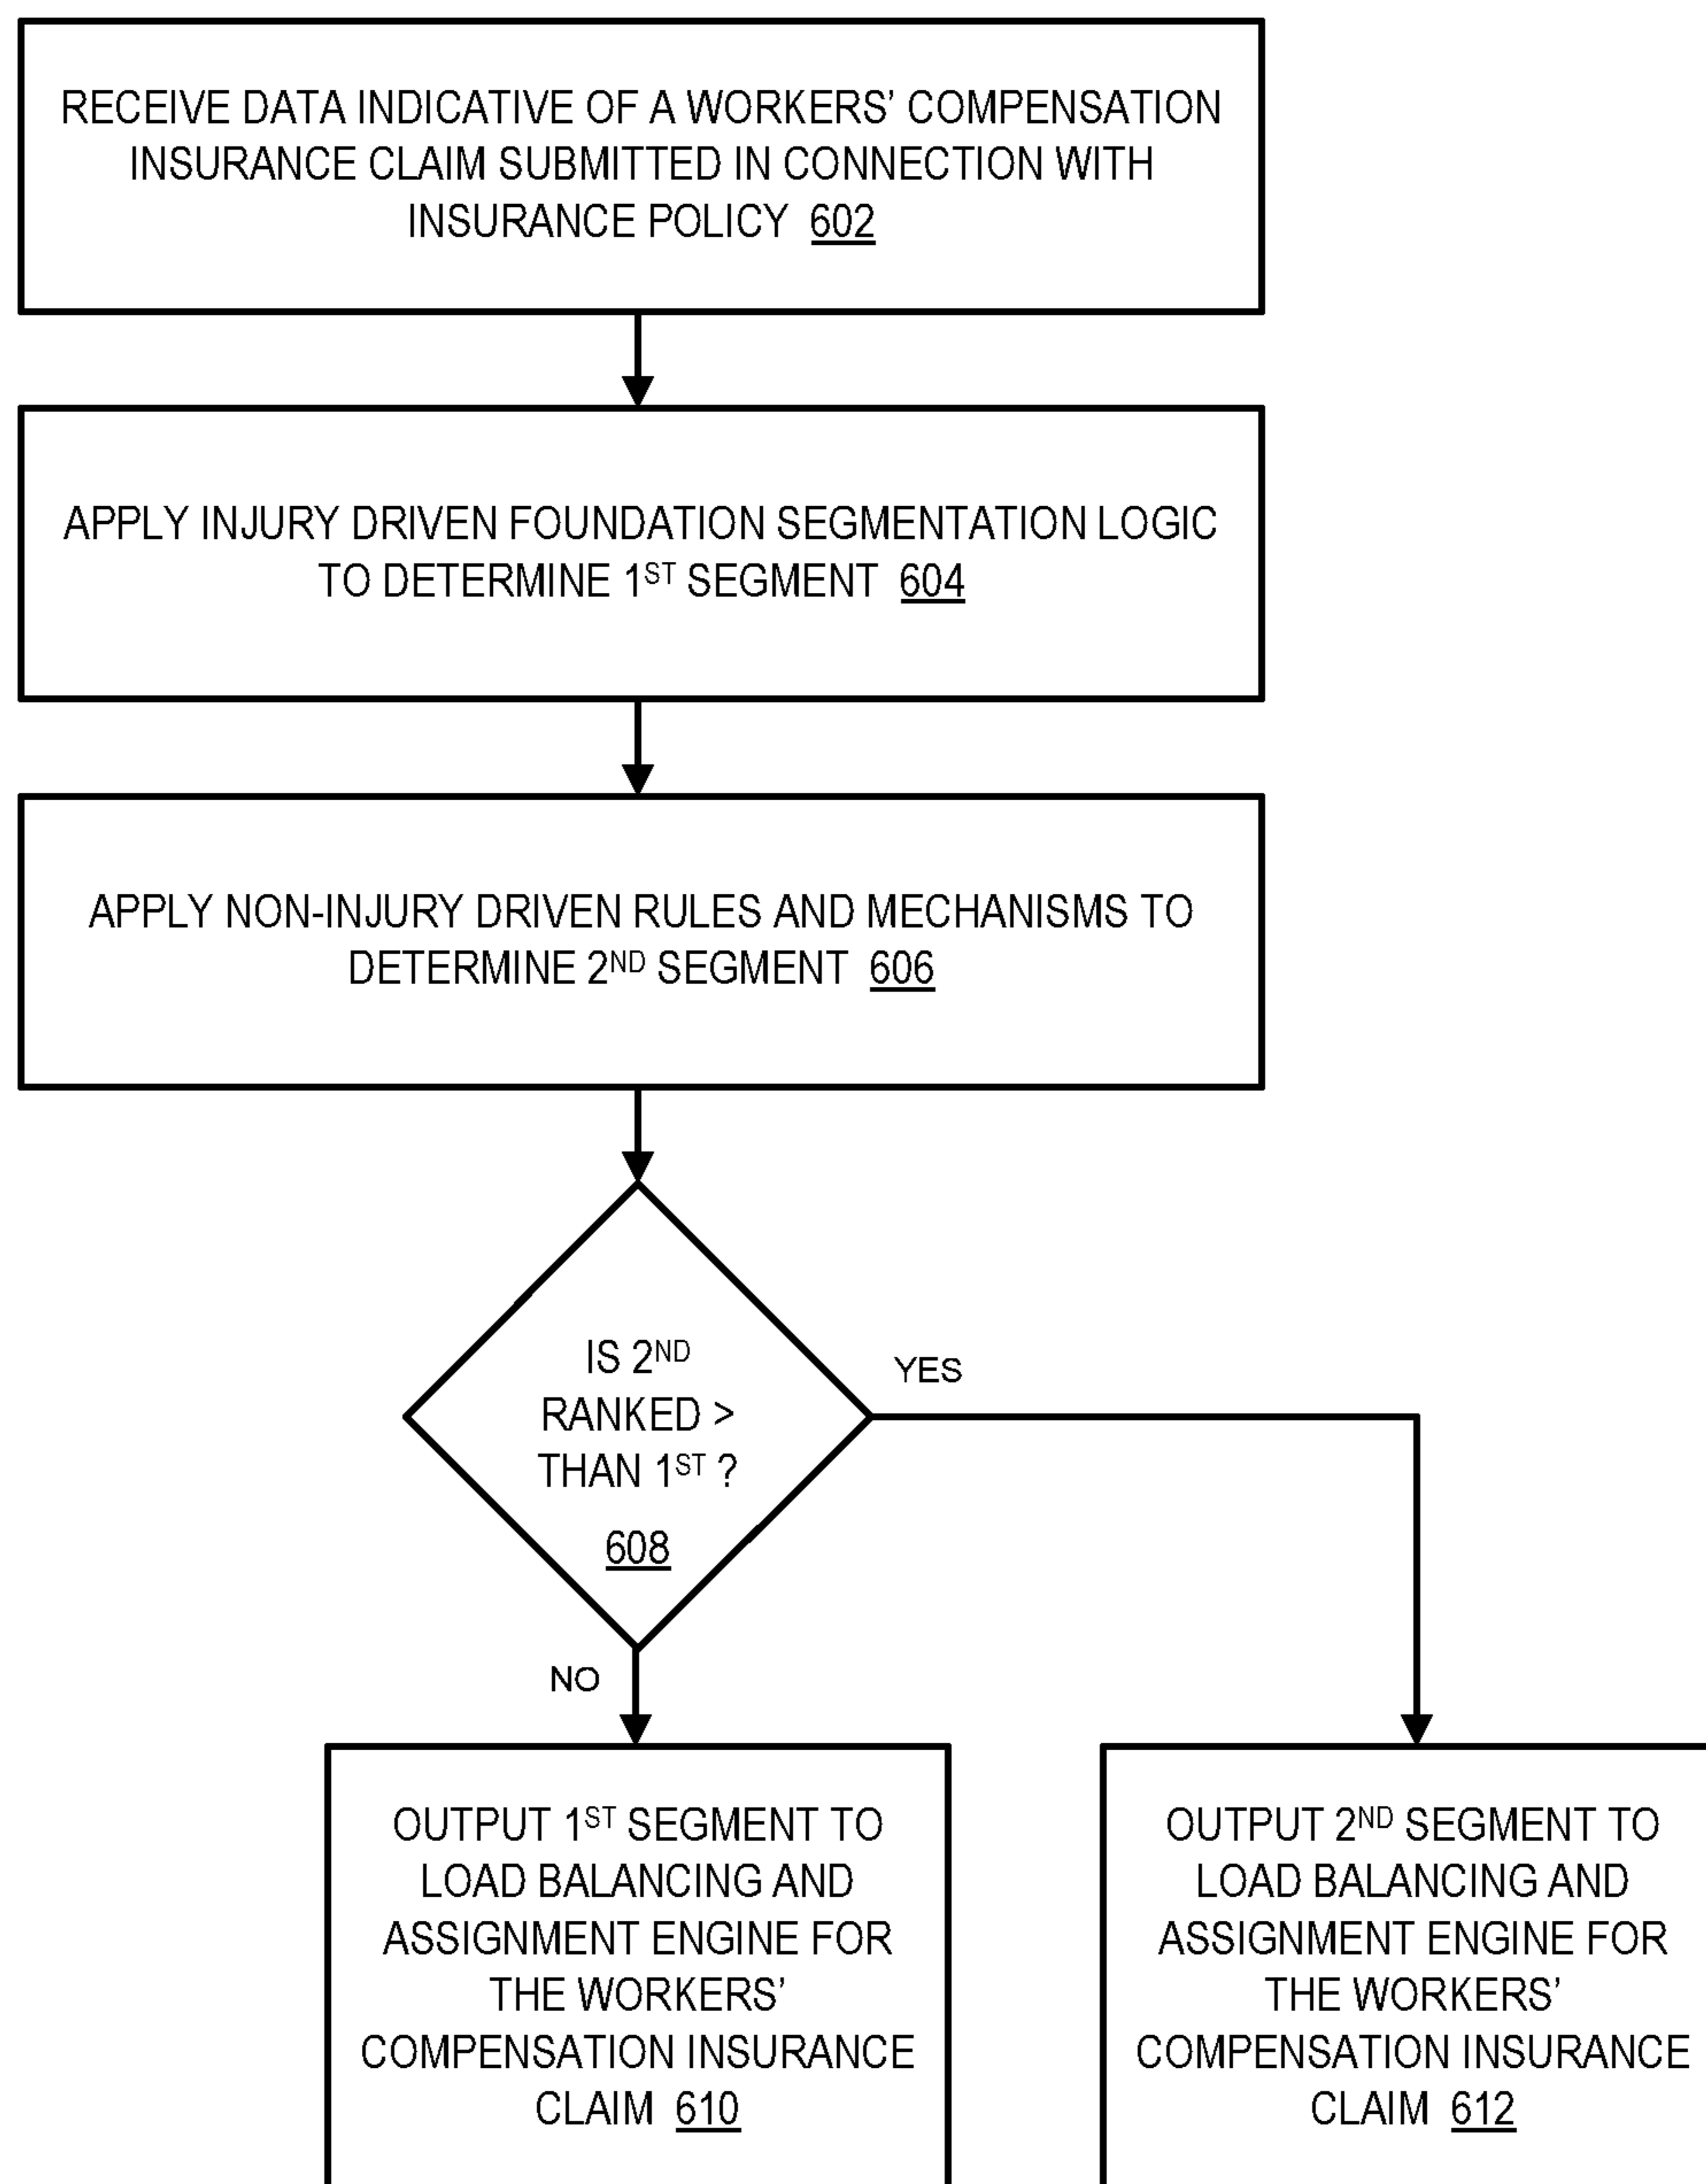 RECEIVE DATA INDICATIVE OF A WORKERS’ COMPENSATION
INSURANCE CLAIM SUBMITTED IN CONNECTION WITH
INSURANCE POLICY 602
APPLY INJURY DRIVEN FOUNDATION SEGMENTATION LOGIC
TO DETERMINE 1ST SEGMENT 604
APPLY NON-INJURY DRIVEN RULES AND MECHANISMS TO
DETERMINE 2ND SEGMENT 606
IS 2ND
RANKED >
THAN 1ST ?
608
YES
NO
OUTPUT 1ST SEGMENT TO
LOAD BALANCING AND
ASSIGNMENT ENGINE FOR
THE WORKERS’
COMPENSATION INSURANCE
CLAIM 610
OUTPUT 2ND SEGMENT TO
LOAD BALANCING AND
ASSIGNMENT ENGINE FOR
THE WORKERS’
COMPENSATION INSURANCE
CLAIM 612